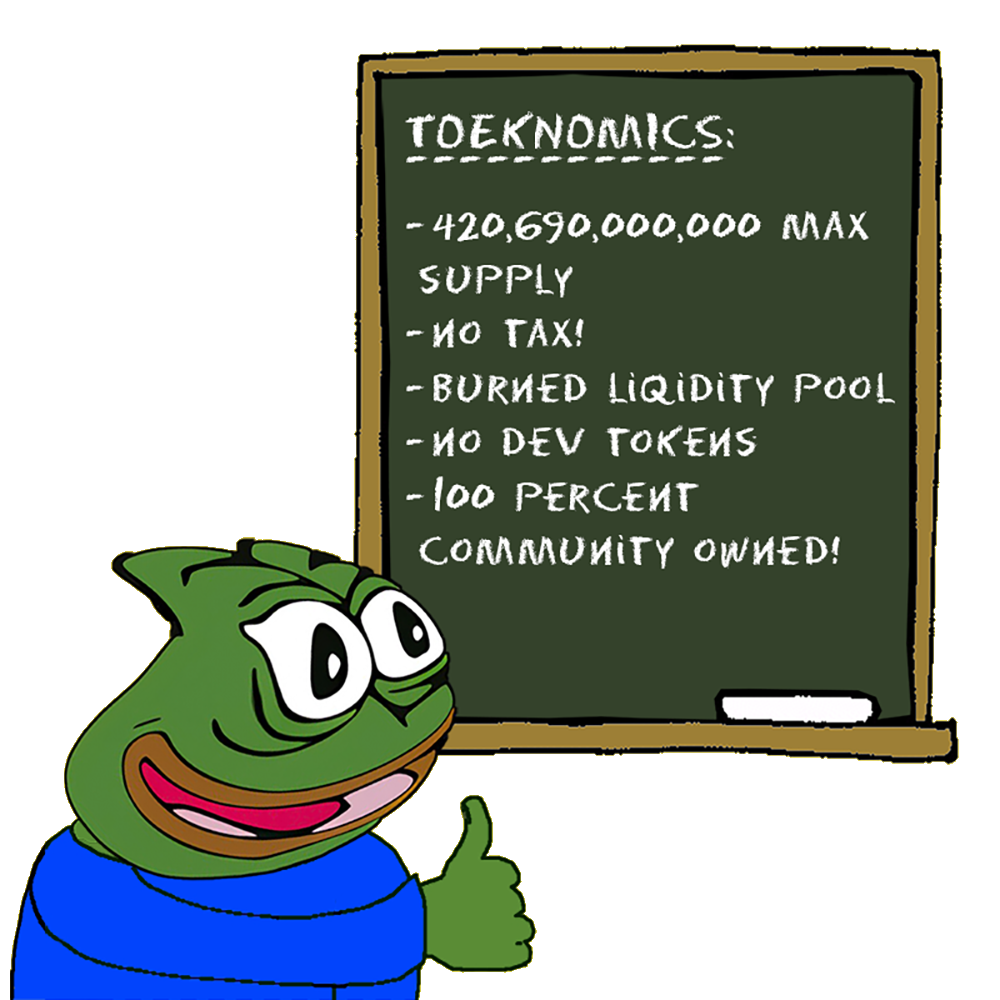 TOEKNOMICS:
-420,690,000,000 MAX
SUPPLY
-NO TAX!
-BURNED LIQIDITY POOL
-NO DEV TOKENS
-100 PERCENT
COMMUNITY OWNED!